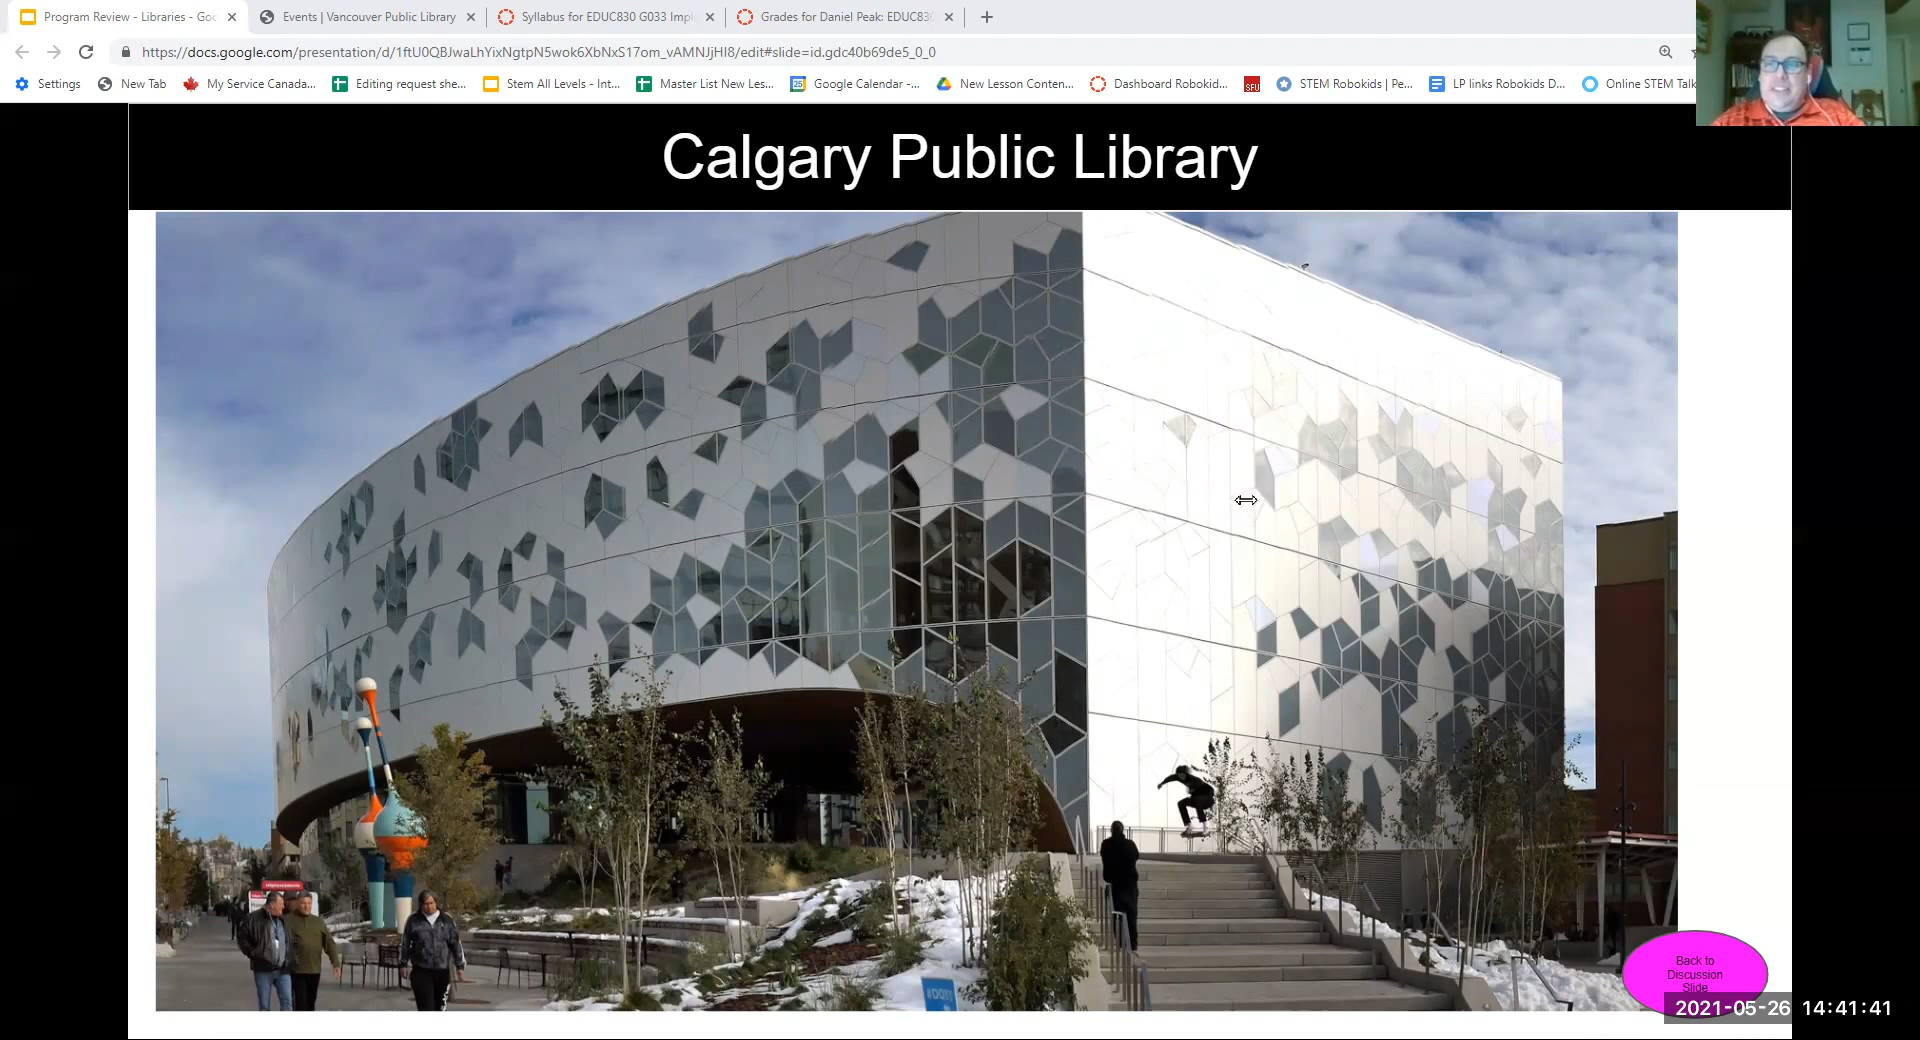 Program Review - Libraries - Goo
Events | Vancouver Public Library
Syllabus for EDUC830 G033 Impl
Grades for Daniel Peak: EDUC830
https://docs.google.com/presentation/d/1ftU0QBJwaLhYixNgtpN5wok6XbNxS17om_vAMNJjHI8/edit#slide=id.gdc40b69de5_0_0
Settings
New Tab
My Service Canada...
Editing request she...
Stem All Levels - Int...
Master List New Les...
25
Google Calendar -...
New Lesson Conten...
Dashboard Robokid...
SFU
STEM Robokids | Pe...
LP links Robokids D...
Online STEM Talk
Calgary Public Library
Back to
Discussion
Slide
2021-05-26 14:41:41